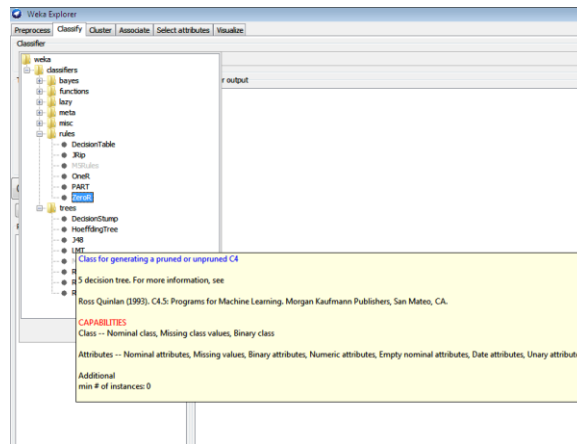 Weka Explorer
Preprocess Classify Cluster Associate Select attributes Visualize
Classifier
weka
classifiers
bayes
r output
functions
lazy
meta
misc
rules
DecisionTable
JRip
M5Rules
OneR
PART
ZeroR
trees
DecisionStump
HoeffdingTree
J48
LMT
Class for generating a pruned or unpruned C4
5 decision tree. For more information, see
Ross Quinlan (1993). C4.5: Programs for Machine Learning. Morgan Kaufmann Publishers, San Mateo, CA.
CAPABILITIES
Class -- Nominal class, Missing class values, Binary class
Attributes -- Nominal attributes, Missing values, Binary attributes, Numeric attributes, Empty nominal attributes, Date attributes, Unary attribute
Additional
min # of instances: 0